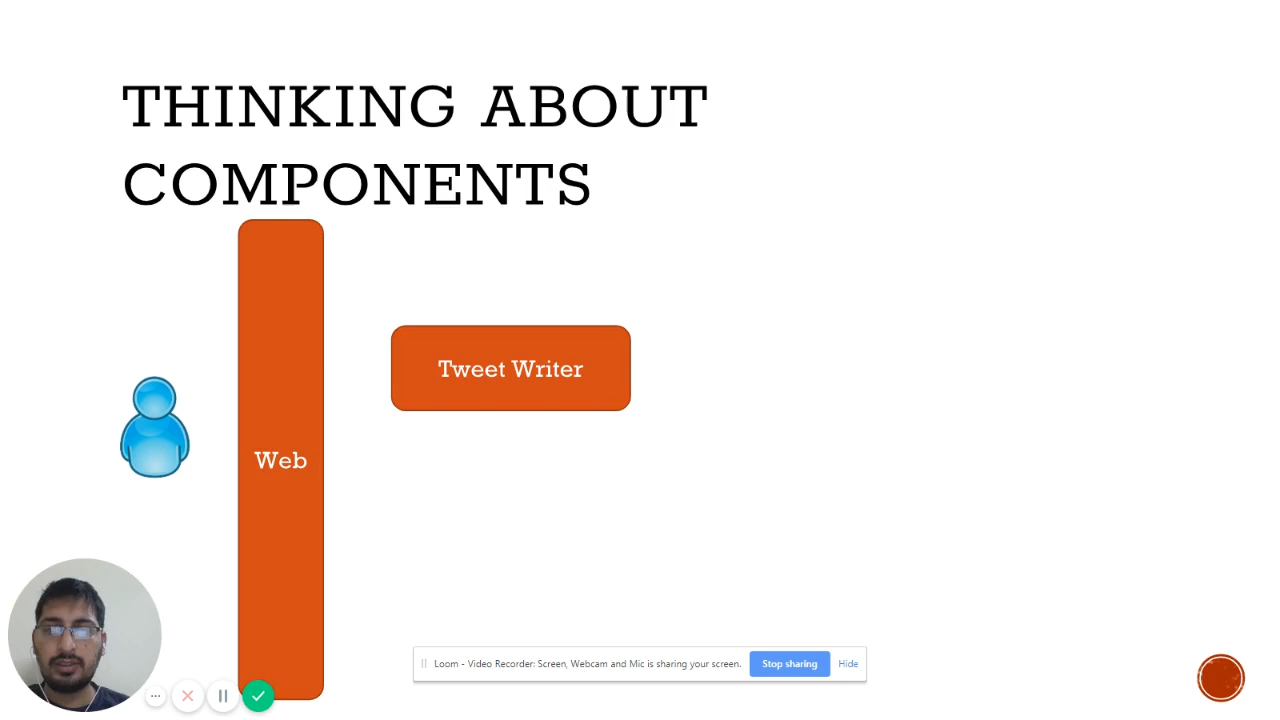 THINKING ABOUT
COMPONENTS
Tweet Writer
Web
Loom - Video Recorder: Screen, Webcam and Mic is sharing your screen.
Stop sharing
Hide